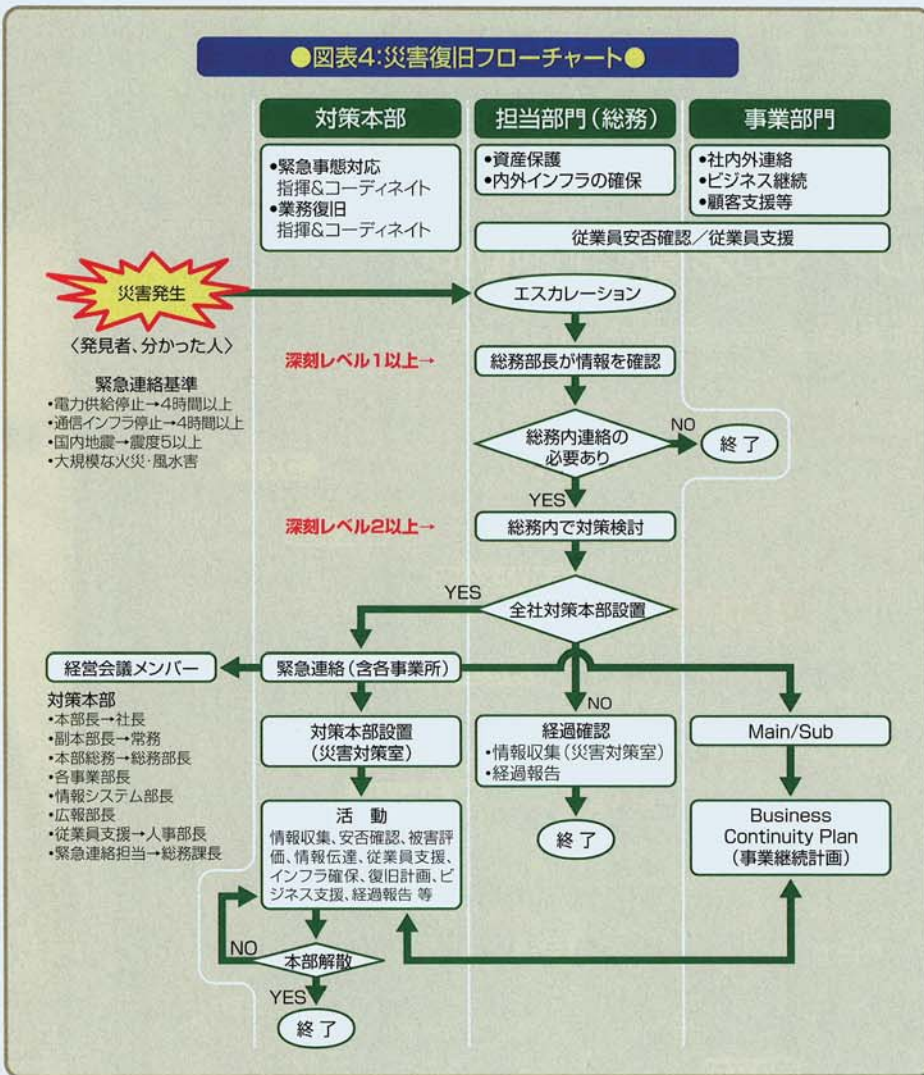 ●図表4:災害復旧フローチャート●
対策本部
担当部門(総務)
事業部門
•緊急事態対応
指揮&コーディネイト
•業務復旧
指揮&コーディネイト
•資産保護
•内外インフラの確保
•社内外連絡
•ビジネス継続
•顧客支援等
従業員安否確認/従業員支援
災害発生
〈発見者、分かった人〉
エスカレーション
深刻レベル1以上→
総務部長が情報を確認
緊急連絡基準
•電力供給停止→4時間以上
•通信インフラ停止→4時間以上
•国内地震→震度5以上
•大規模な火災・風水害
総務内連絡の
必要あり
NO
終了
YES
深刻レベル2以上→
総務内で対策検討
YES
全社対策本部設置
経営会議メンバー
緊急連絡(含各事業所)
NO
対策本部
•本部長→社長
•副本部長→常務
•本部総務→総務部長
•各事業部長
•情報システム部長
•広報部長
•従業員支援→人事部長
•緊急連絡担当→総務課長
対策本部設置
(災害対策室)
経過確認
•情報収集(災害対策室)
•経過報告
終了
Main/Sub
活 動
情報収集、安否確認、被害評
価、情報伝達、従業員支援、
インフラ確保、復旧計画、ビ
ジネス支援、経過報告 等
Business
Continuity Plan
(事業継続計画)
NO
本部解散
YES
終了